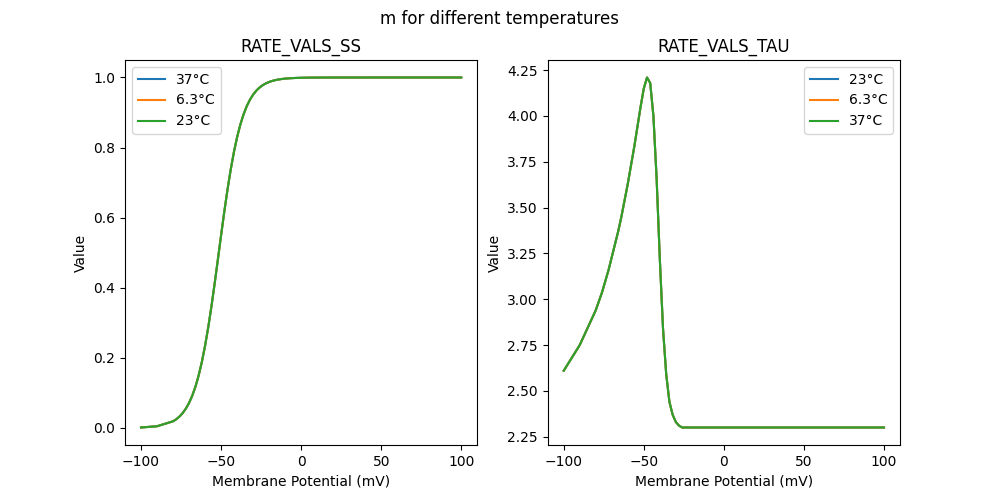 m for different temperatures
RATE_VALS_SS
37°C
6.3°C
23°C
1.0
0.8
0.6
0.4
0.2
0.0
Value
−100
−50
0
50
100
Membrane Potential (mV)
RATE_VALS_TAU
23°C
6.3°C
37°C
4.25
4.00
3.75
3.50
3.25
3.00
2.75
2.50
2.25
Value
−100
−50
0
50
100
Membrane Potential (mV)